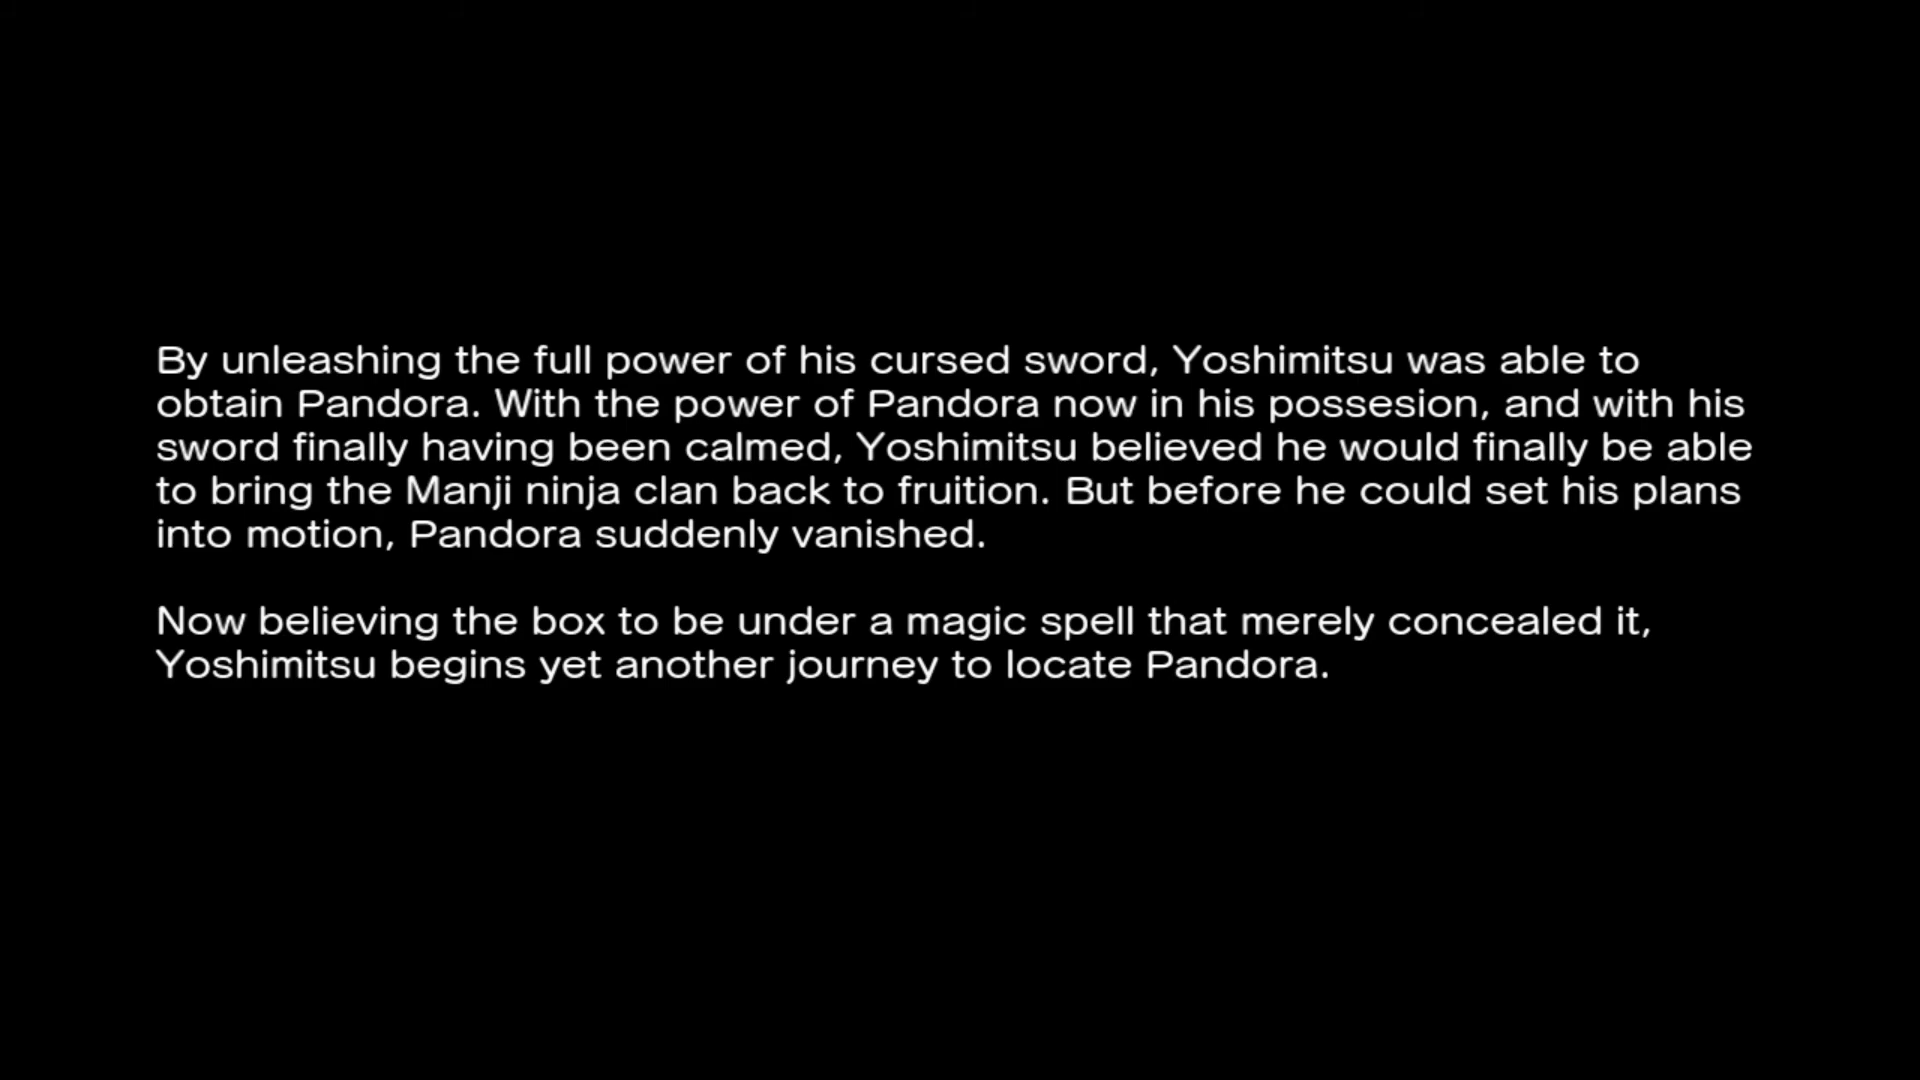 By unleashing the full power of his cursed sword, Yoshimitsu was able to
obtain Pandora. With the power of Pandora now in his possesion, and with his
sword finally having been calmed, Yoshimitsu believed he would finally be able
to bring the Manji ninja clan back to fruition. But before he could set his plans
into motion, Pandora suddenly vanished.
Now believing the box to be under a magic spell that merely concealed it,
Yoshimitsu begins yet another journey to locate Pandora.